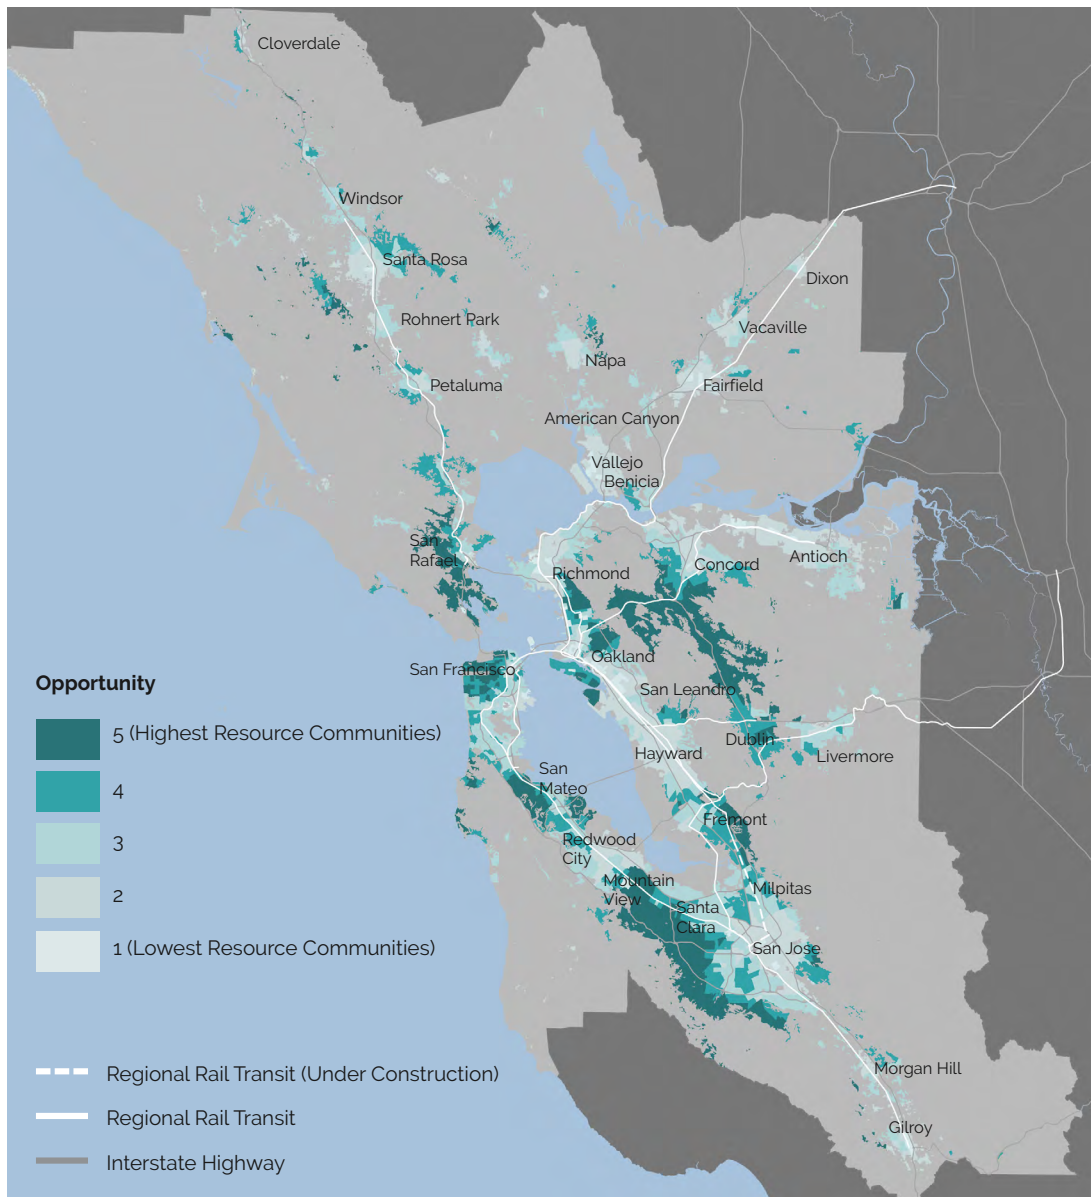 Cloverdale
Windsor
Santa Rosa
Dixon
Rohnert Park
Vacaville
Napa
Petaluma
Fairfield
American Canyon
Vallejo
Benicia
San
Rafael
Antioch
Concord
Richmond
Oakland
San Francisco
San Leandro
Dublin
Hayward
Livermore
San
Mateo
Fremont
Redwood
City
Mountain
View
Milpitas
Santa
Clara
San Jose
Morgan Hill
Gilroy
Opportunity
5 (Highest Resource Communities)
4
3
2
1 (Lowest Resource Communities)
Regional Rail Transit (Under Construction)
Regional Rail Transit
Interstate Highway